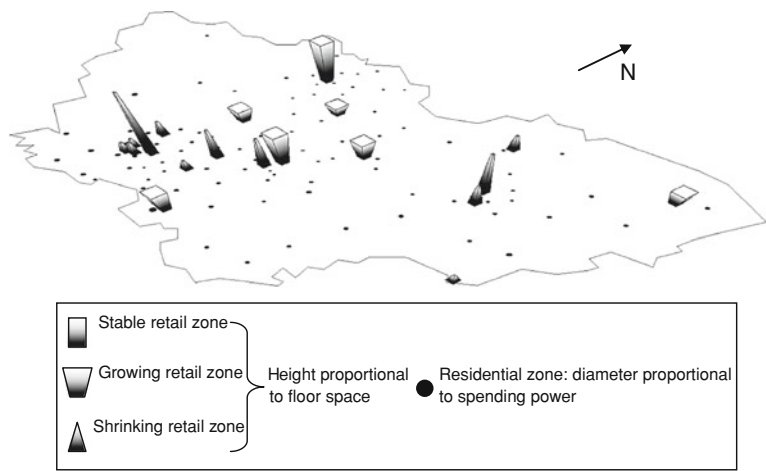 N
Stable retail zone
Growing retail zone
Shrinking retail zone
Height proportional
to floor space
Residential zone: diameter proportional
to spending power